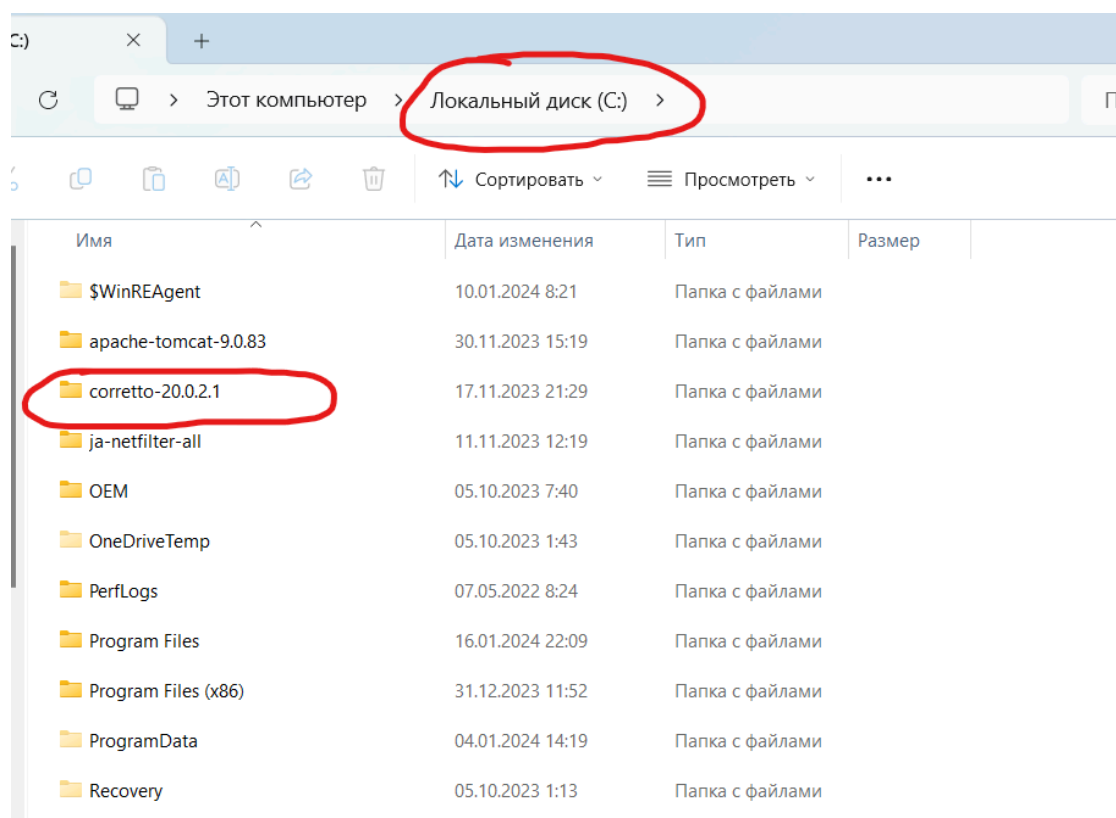 C:)
Этот компьютер > Локальный диск (C:) >
Сортировать Просмотреть
Имя Дата изменения Тип Размер
$WinREAgent 10.01.2024 8:21 Папка с файлами
apache-tomcat-9.0.83 30.11.2023 15:19 Папка с файлами
corretto-20.0.2.1 17.11.2023 21:29 Папка с файлами
ja-netfilter-all 11.11.2023 12:19 Папка с файлами
OEM 05.10.2023 7:40 Папка с файлами
OneDriveTemp 05.10.2023 1:43 Папка с файлами
PerfLogs 07.05.2022 8:24 Папка с файлами
Program Files 16.01.2024 22:09 Папка с файлами
Program Files (x86) 31.12.2023 11:52 Папка с файлами
ProgramData 04.01.2024 14:19 Папка с файлами
Recovery 05.10.2023 1:13 Папка с файлами